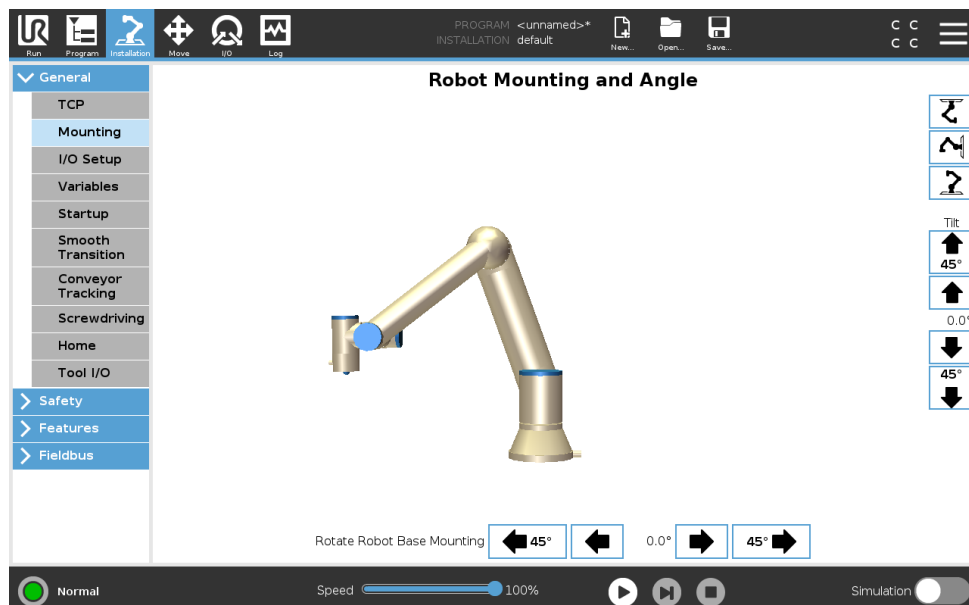 UR
PROGRAM <unnamed>*
INSTALLATION default
C C
C C
Run Program Installation Move I/O Log New... Open... Save...
General
Robot Mounting and Angle
TCP
Mounting
I/O Setup
Variables
Startup
Smooth
Transition
Conveyor
Tracking
Screwdriving
Home
Tool I/O
Safety
Features
Fieldbus
Tilt
45°
0.0°
45°
Rotate Robot Base Mounting 45° 0.0° 45°
Normal Speed 100% Simulation